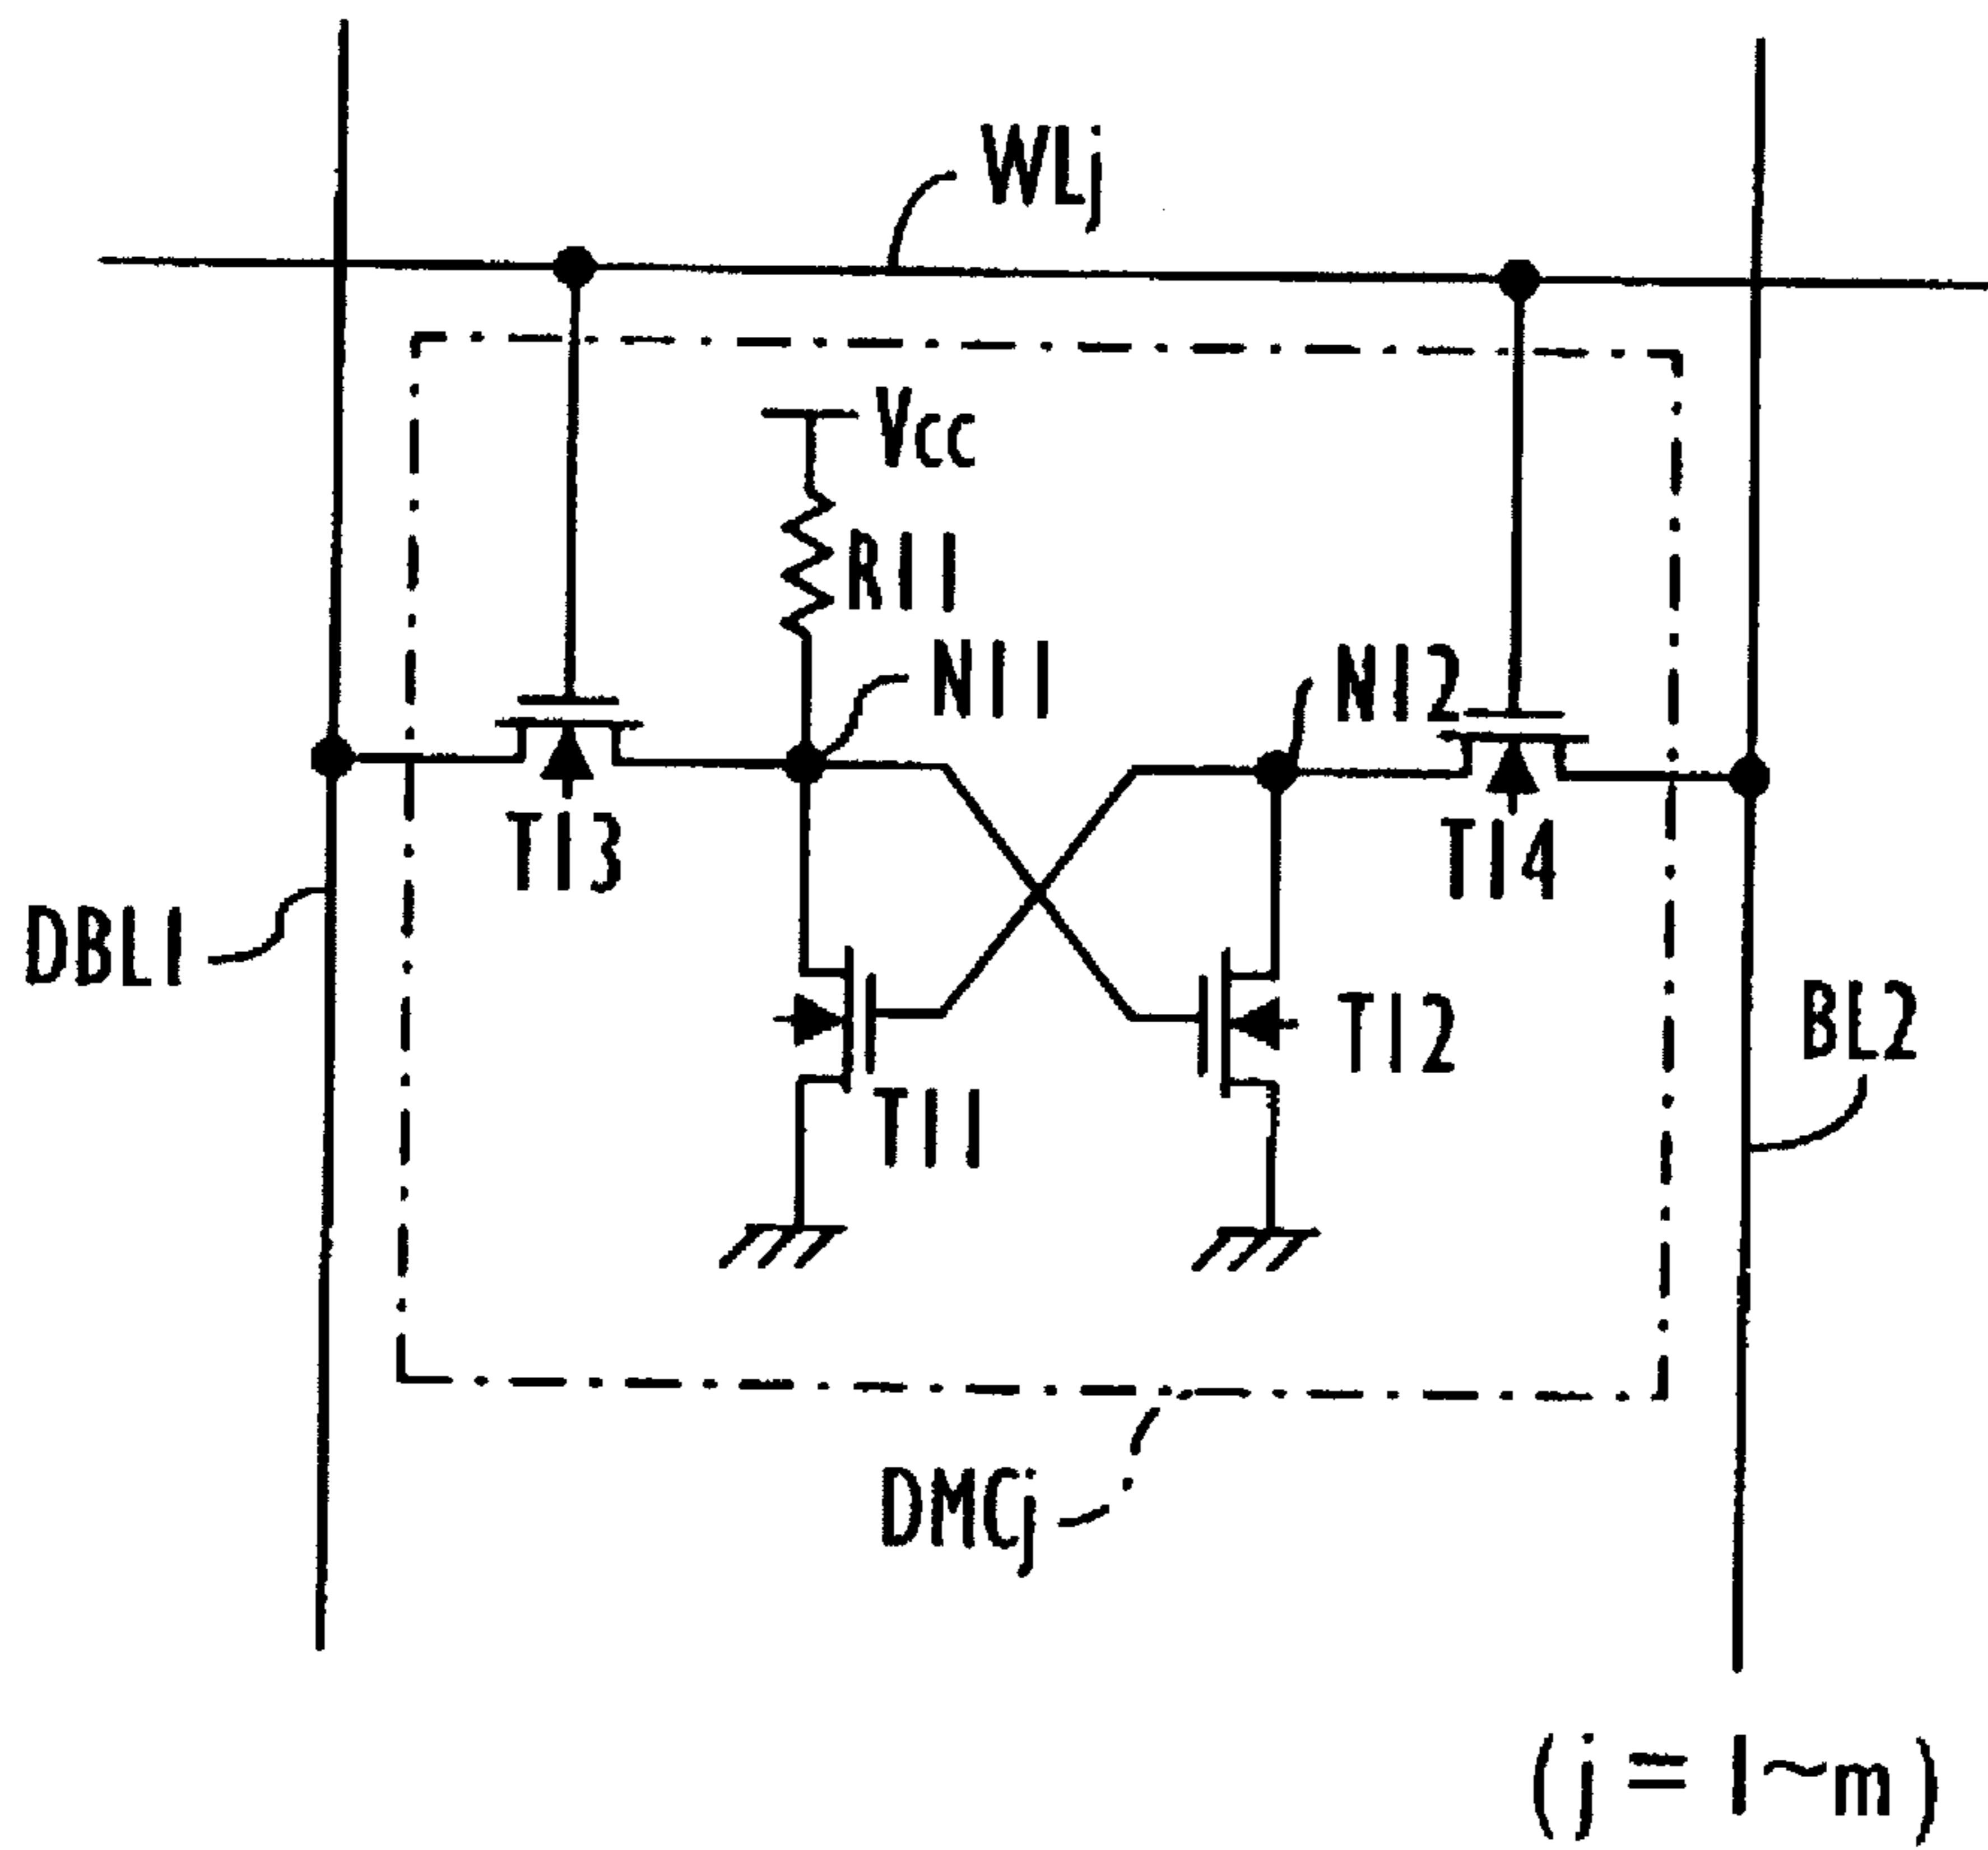 WLj
Vcc
R11
N11
N12
T13
T14
DBL1
BL2
T12
T11
DMCj
(j = 1~m)